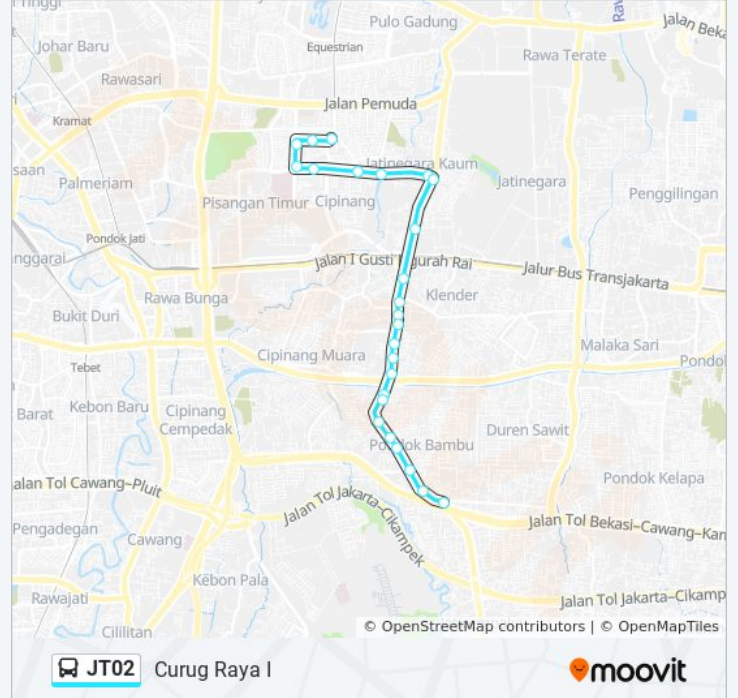 Pulo Gadung
Jalan Beka
Johar Baru
Equestrian
Rawa Terate
Rawasari
Jalan Pemuda
Kramat
saan
Jatinegara Kaum
Palmeriam
Jatinegara
Penggilingan
Pisangan Timur
Cipinang
Pondok Jati
nggarai
Jalan I Gusti Ngurah Rai
Jalur Bus Transjakarta
Rawa Bunga
Klender
Bukit Duri
Malaka Sari
Cipinang Muara
Pondo
Tebet
Barat
Kebon Baru
Cipinang
Cempedak
Duren Sawit
Pondok Bambu
Pondok Kelapa
alan Tol Cawang–Pluit
Jalan Tol Jakarta–Cikampek
Jalan Tol Bekasi–Cawang–Kam
Pengadegan
Cawang
Kebon Pala
Rawajati
Jalan Tol Jakarta–Cikamp
Cililitan
© OpenStreetMap contributors | © OpenMapTiles
JT02 Curug Raya I
moovit